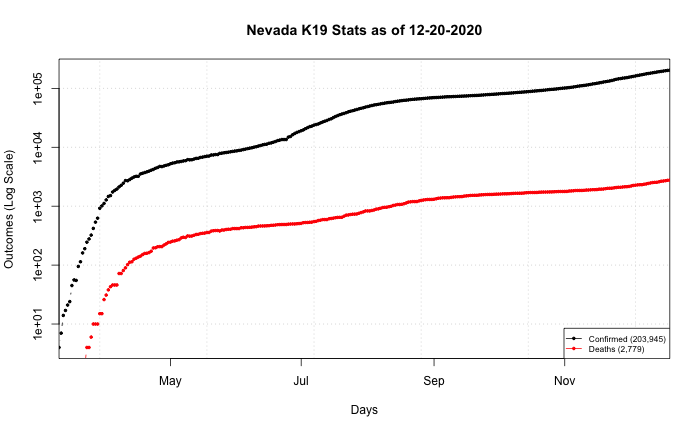 Nevada K19 Stats as of 12-20-2020
Outcomes (Log Scale)
1e+05
1e+04
1e+03
1e+02
1e+01
Confirmed (203,945)
Deaths (2,779)
May
Jul
Sep
Nov
Days